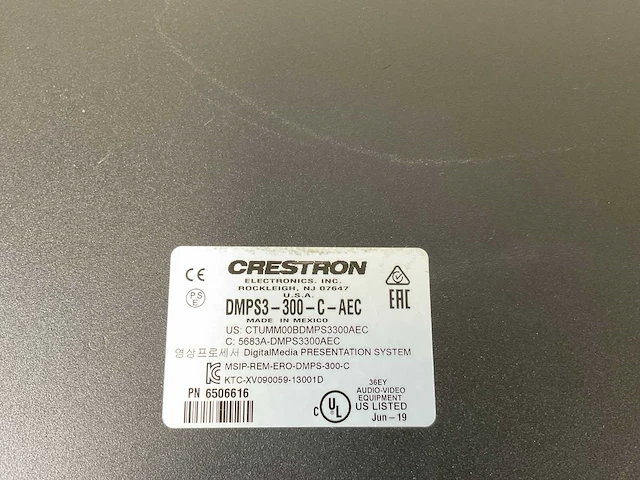 CE
CRESTRON
ELECTRONICS, INC.
ROCKLEIGH, NJ 07647
U.S.A.
PS
E
EAC
DMPS3-300-C-AEC
MADE IN MEXICO
US: CTUMM00BDMPS3300AEC
C: 5683A-DMPS3300AEC
영상프로세서 DigitalMedia PRESENTATION SYSTEM
MSIP-REM-ERO-DMPS-300-C
KTC-XV090059-13001D
PN 6506616
C UL US LISTED
36EY
AUDIO-VIDEO
EQUIPMENT
Jun-19